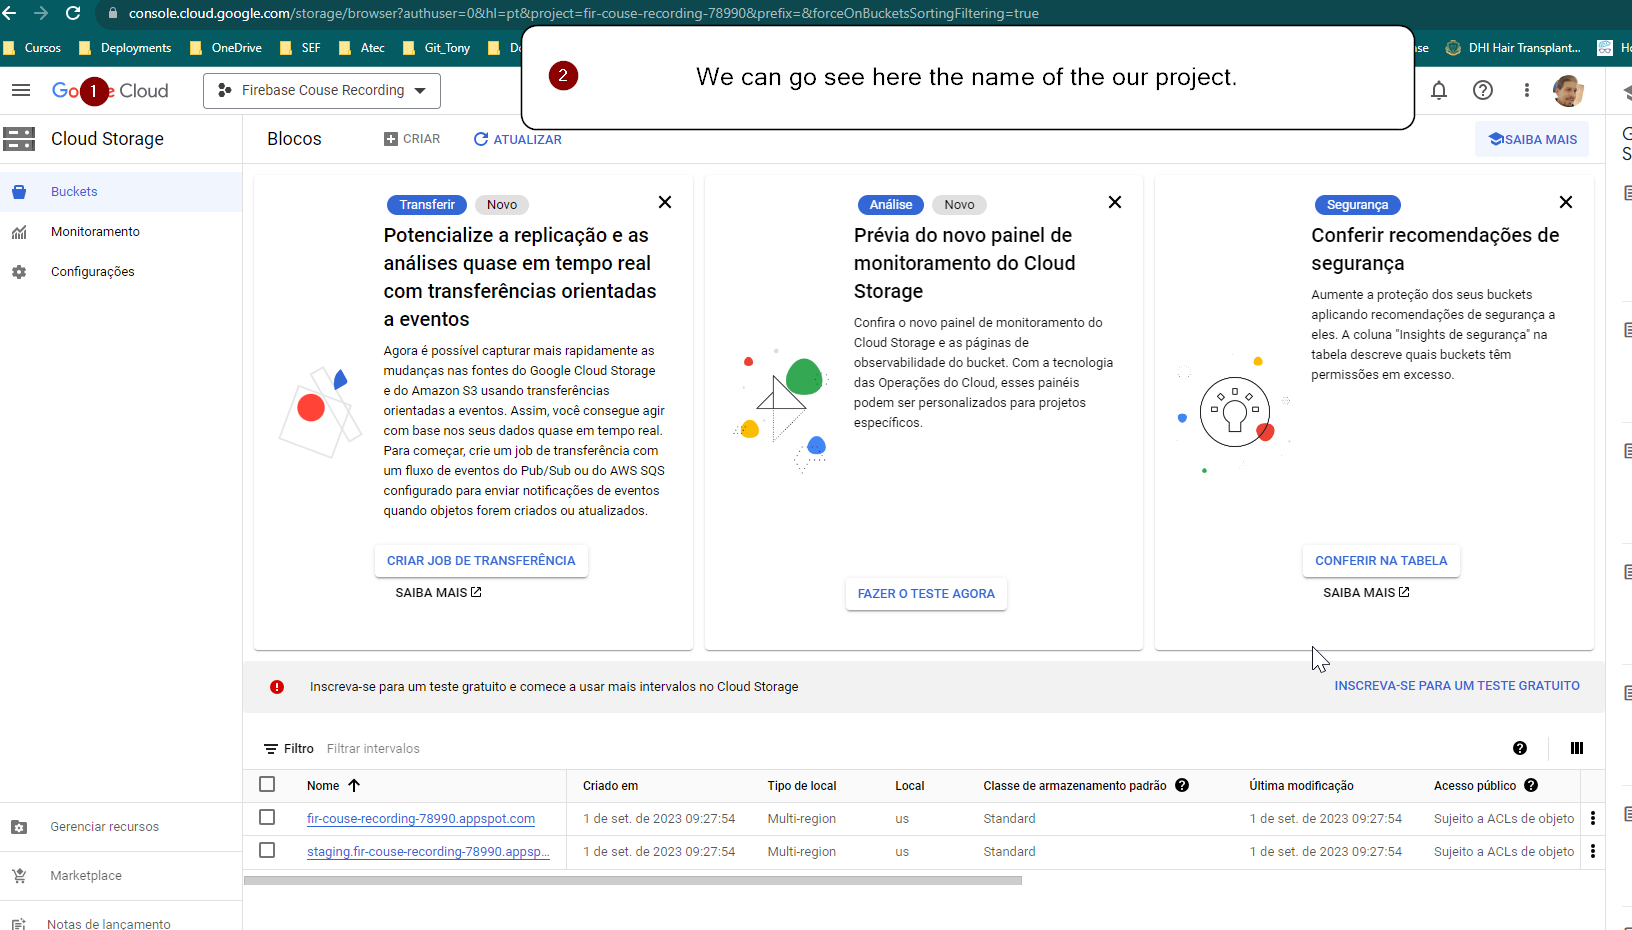 console.cloud.google.com/storage/browser?authuser=0&hl=pt&project=fir-couse-recording-78990&prefix=&forceOnBucketsSortingFiltering=true
Cursos
Deployments
OneDrive
SEF
Atec
Git_Tony
DHI Hair Transplant...
2
We can go see here the name of the our project.
1
Cloud
Firebase Couse Recording
Cloud Storage
Blocos
CRIAR
ATUALIZAR
SAIBA MAIS
Buckets
Monitoramento
Configurações
Transferir
Novo
Potencialize a replicação e as
análises quase em tempo real
com transferências orientadas
a eventos
Agora é possível capturar mais rapidamente as
mudanças nas fontes do Google Cloud Storage
e do Amazon S3 usando transferências
orientadas a eventos. Assim, você consegue agir
com base nos seus dados quase em tempo real.
Para começar, crie um job de transferência com
um fluxo de eventos do Pub/Sub ou do AWS SQS
configurado para enviar notificações de eventos
quando objetos forem criados ou atualizados.
CRIAR JOB DE TRANSFERÊNCIA
SAIBA MAIS
Análise
Novo
Prévia do novo painel de
monitoramento do Cloud
Storage
Confira o novo painel de monitoramento do
Cloud Storage e as páginas de
observabilidade do bucket. Com a tecnologia
das Operações do Cloud, esses painéis
podem ser personalizados para projetos
específicos.
FAZER O TESTE AGORA
Segurança
Conferir recomendações de
segurança
Aumente a proteção dos seus buckets
aplicando recomendações de segurança a
eles. A coluna "Insights de segurança" na
tabela descreve quais buckets têm
permissões em excesso.
CONFERIR NA TABELA
SAIBA MAIS
Inscreva-se para um teste gratuito e comece a usar mais intervalos no Cloud Storage
INSCREVA-SE PARA UM TESTE GRATUITO
Filtro Filtrar intervalos
Nome Criado em Tipo de local Local Classe de armazenamento padrão Última modificação Acesso público
fir-couse-recording-78990.appspot.com 1 de set. de 2023 09:27:54 Multi-region us Standard 1 de set. de 2023 09:27:54 Sujeito a ACLs de objeto
staging.fir-couse-recording-78990.appsp... 1 de set. de 2023 09:27:54 Multi-region us Standard 1 de set. de 2023 09:27:54 Sujeito a ACLs de objeto
Gerenciar recursos
Marketplace
Notas de lançamento